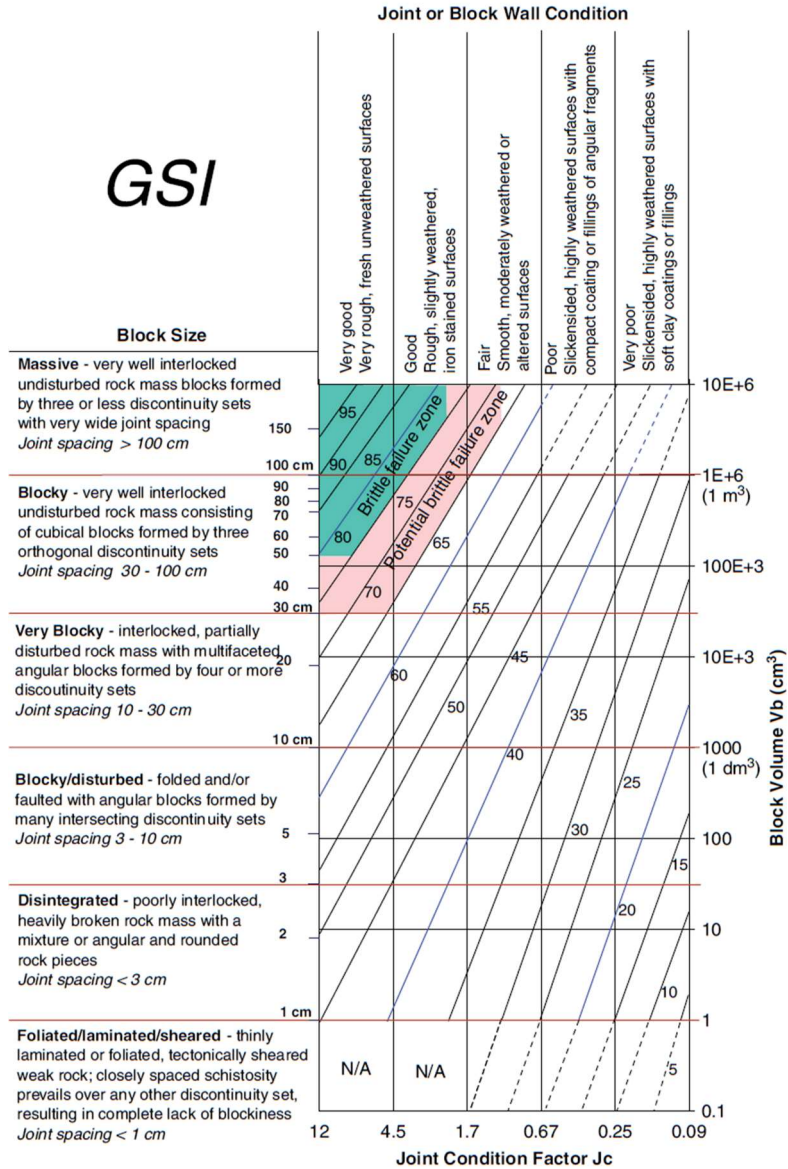 Joint or Block Wall Condition
GSI
Very good
Very rough, fresh unweathered surfaces
Good
Rough, slightly weathered,
iron stained surfaces
Fair
Smooth, moderately weathered or
altered surfaces
Poor
Slickensided, highly weathered surfaces with
compact coating or fillings of angular fragments
Very poor
Slickensided, highly weathered surfaces with
soft clay coatings or fillings
Block Size
Massive - very well interlocked
undisturbed rock mass blocks formed
by three or less discontinuity sets
with very wide joint spacing
Joint spacing > 100 cm
Blocky - very well interlocked
undisturbed rock mass consisting
of cubical blocks formed by three
orthogonal discontinuity sets
Joint spacing 30 - 100 cm
Very Blocky - interlocked, partially
disturbed rock mass with multifaceted
angular blocks formed by four or more
discoutinuity sets
Joint spacing 10 - 30 cm
Blocky/disturbed - folded and/or
faulted with angular blocks formed by
many intersecting discontinuity sets
Joint spacing 3 - 10 cm
Disintegrated - poorly interlocked,
heavily broken rock mass with a
mixture or angular and rounded
rock pieces
Joint spacing < 3 cm
Foliated/laminated/sheared - thinly
laminated or foliated, tectonically sheared
weak rock; closely spaced schistosity
prevails over any other discontinuity set,
resulting in complete lack of blockiness
Joint spacing < 1 cm
150
100 cm
90
80
70
60
50
40
30 cm
20
10 cm
5
3
2
1 cm
95
90
85
80
Brittle failure zone
75
Potential brittle failure zone
70
65
60
55
50
45
40
35
30
25
20
15
10
5
N/A
N/A
10E+6
1E+6
(1 m³)
100E+3
10E+3
1000
(1 dm³)
100
10
1
0.1
Block Volume Vb (cm³)
12 4.5 1.7 0.67 0.25 0.09
Joint Condition Factor Jc